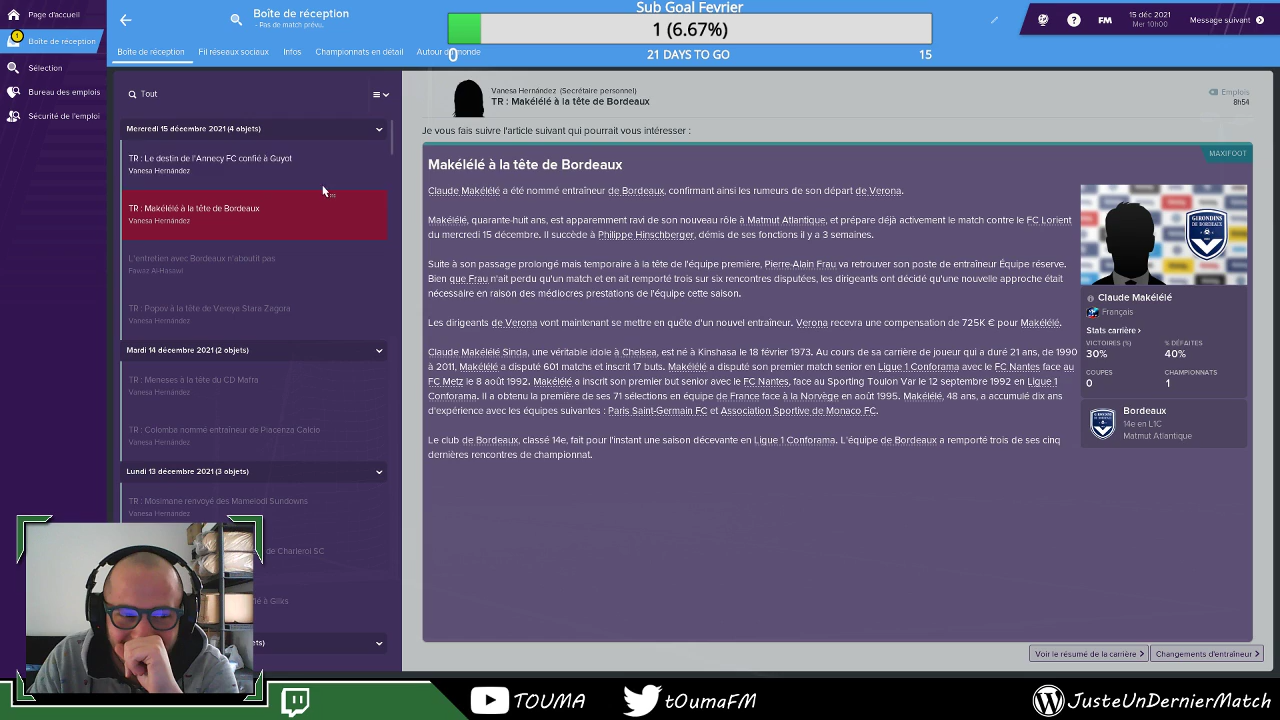 Page d'accueil
1
Boîte de réception
Sélection
Bureau des emplois
Sécurité de l'emploi
Boîte de réception
- Pas de match prévu.
Sub Goal Fevrier
1 (6.67%)
0
21 DAYS TO GO
15
FM
15 déc 2021
Mer 10h00
Message suivant
Boîte de réception
Fil réseaux sociaux
Infos
Championnats en détail
Autour du monde
Tout
Mercredi 15 décembre 2021 (4 objets)
TR : Le destin de l'Annecy FC confié à Guyot
Vanesa Hernández
TR : Makélélé à la tête de Bordeaux
Vanesa Hernández
L'entretien avec Bordeaux n'aboutit pas
Fawaz Al-Hasawi
TR : Popov à la tête de Vereya Stara Zagora
Vanesa Hernández
Mardi 14 décembre 2021 (2 objets)
TR : Meneses à la tête du CD Mafra
Vanesa Hernández
TR : Colomba nommé entraîneur de Piacenza Calcio
Vanesa Hernández
Lundi 13 décembre 2021 (3 objets)
TR : Mosimane renvoyé des Mamelodi Sundowns
Vanesa Hernández
de Charleroi SC
fié à Gilks
ets)
Vanesa Hernández (Secrétaire personnel)
TR : Makélélé à la tête de Bordeaux
Emplois
8h54
Je vous fais suivre l'article suivant qui pourrait vous intéresser :
MAXIFOOT
Makélélé à la tête de Bordeaux
Claude Makélélé a été nommé entraîneur de Bordeaux, confirmant ainsi les rumeurs de son départ de Verona.
Makélélé, quarante-huit ans, est apparemment ravi de son nouveau rôle à Matmut Atlantique, et prépare déjà activement le match contre le FC Lorient
du mercredi 15 décembre. Il succède à Philippe Hinschberger, démis de ses fonctions il y a 3 semaines.
Suite à son passage prolongé mais temporaire à la tête de l'équipe première, Pierre-Alain Frau va retrouver son poste de entraîneur Équipe réserve.
Bien que Frau n'ait perdu qu'un match et en ait remporté trois sur six rencontres disputées, les dirigeants ont décidé qu'une nouvelle approche était
nécessaire en raison des médiocres prestations de l'équipe cette saison.
Les dirigeants de Verona vont maintenant se mettre en quête d'un nouvel entraîneur. Verona recevra une compensation de 725K € pour Makélélé.
Claude Makélélé Sinda, une véritable idole à Chelsea, est né à Kinshasa le 18 février 1973. Au cours de sa carrière de joueur qui a duré 21 ans, de 1990
à 2011, Makélélé a disputé 601 matchs et inscrit 17 buts. Makélélé a disputé son premier match senior en Ligue 1 Conforama avec le FC Nantes face au
FC Metz le 8 août 1992. Makélélé a inscrit son premier but senior avec le FC Nantes, face au Sporting Toulon Var le 12 septembre 1992 en Ligue 1
Conforama. Il a obtenu la première de ses 71 sélections en équipe de France face à la Norvège en août 1995. Makélélé, 48 ans, a accumulé dix ans
d'expérience avec les équipes suivantes : Paris Saint-Germain FC et Association Sportive de Monaco FC.
Le club de Bordeaux, classé 14e, fait pour l'instant une saison décevante en Ligue 1 Conforama. L'équipe de Bordeaux a remporté trois de ses cinq
dernières rencontres de championnat.
GIRONDINS
DE BORDEAUX
Claude Makélélé
Français
Stats carrière >
VICTOIRES (%)
% DÉFAITES
30%
40%
COUPES
CHAMPIONNATS
0
1
Bordeaux
14e en L1C
Matmut Atlantique
Voir le résumé de la carrière >
Changements d'entraîneur >
TOUMA
tOumaFM
JusteUnDernierMatch